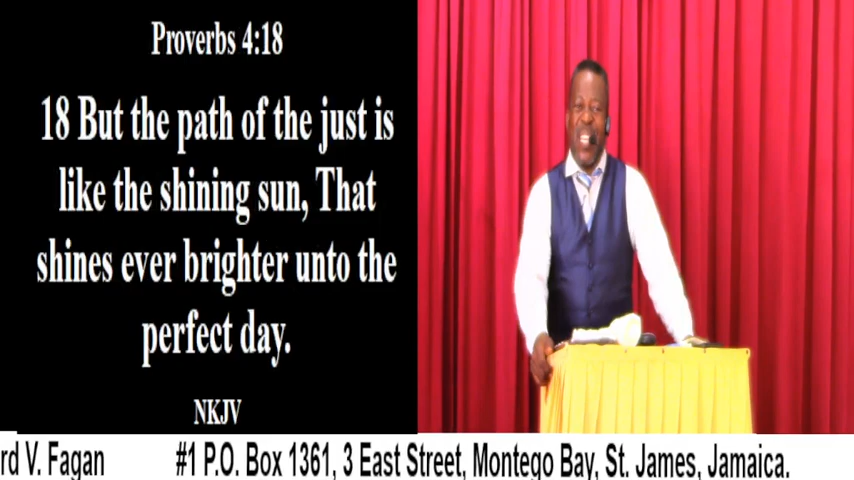 Proverbs 4:18
18 But the path of the just is
like the shining sun, That
shines ever brighter unto the
perfect day.
NKJV
rd V. Fagan #1 P.O. Box 1361, 3 East Street, Montego Bay, St. James, Jamaica.